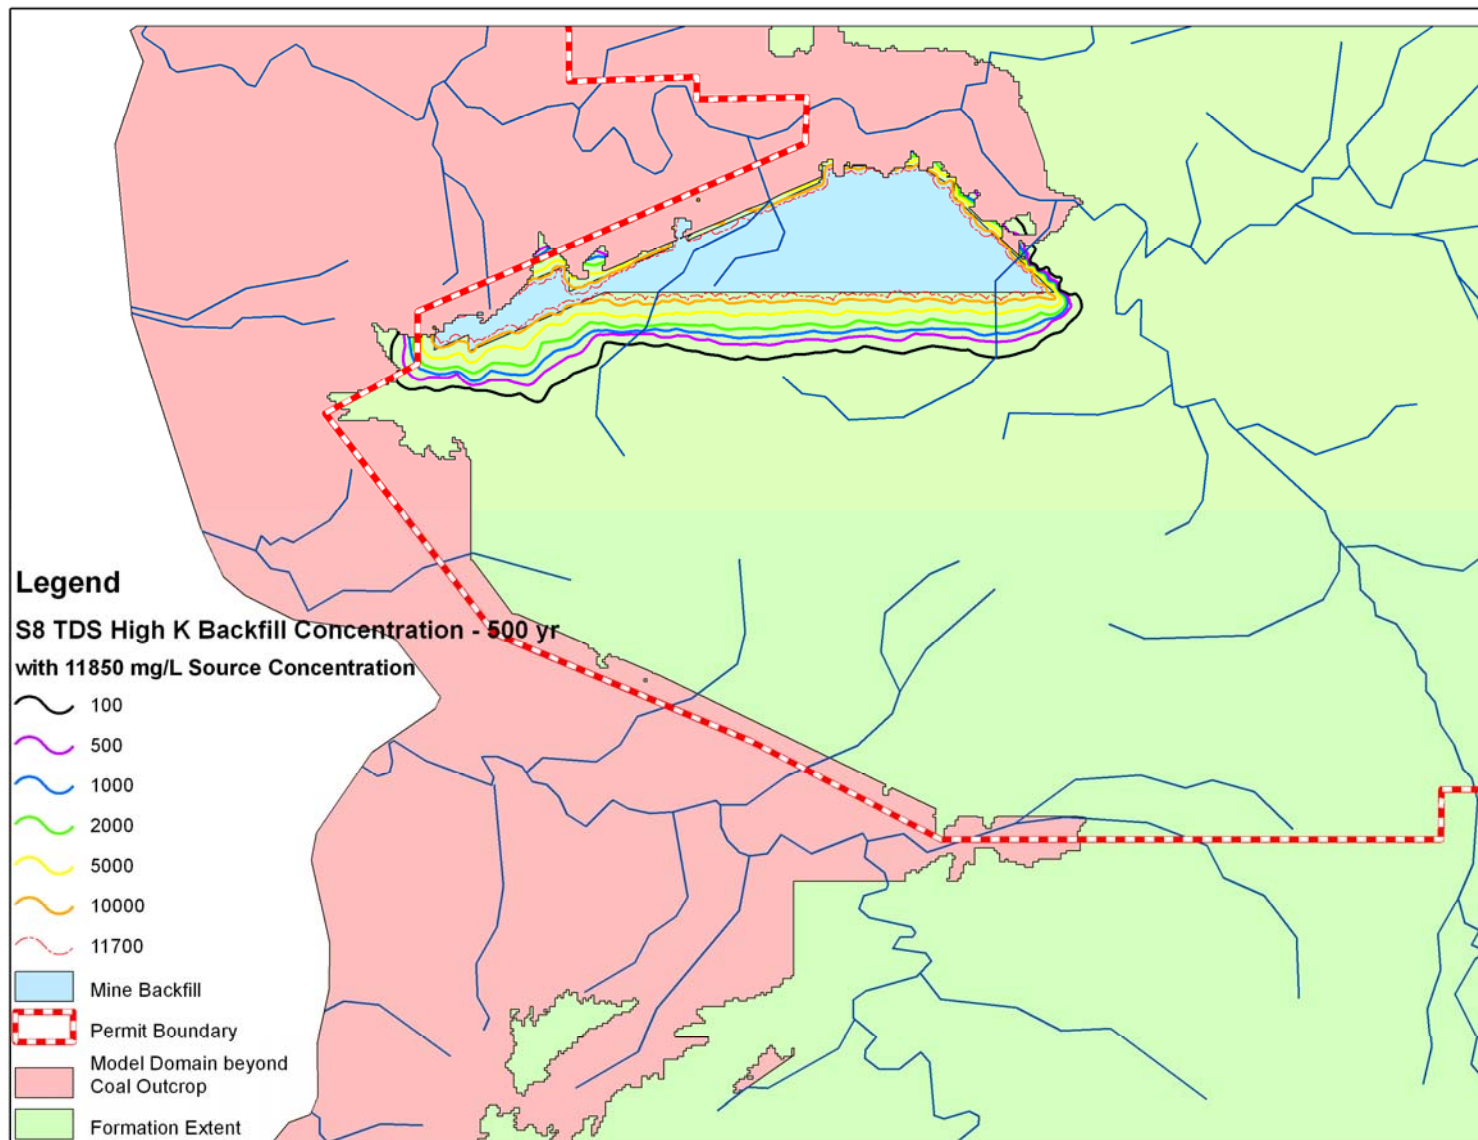 Legend
S8 TDS High K Backfill Concentration - 500 yr
with 11850 mg/L Source Concentration
100
500
1000
2000
5000
10000
11700
Mine Backfill
Permit Boundary
Model Domain beyond
Coal Outcrop
Formation Extent